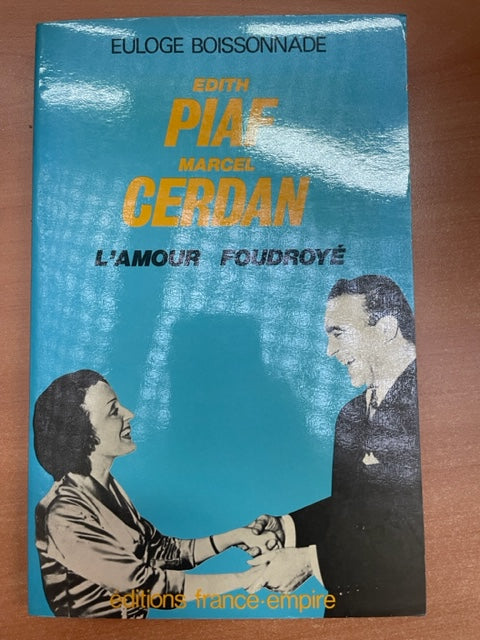 EULOGE BOISSONNADE
EDITH
PIAF
MARCEL
CERDAN
L'AMOUR FOUDROYÉ
éditions france-empire